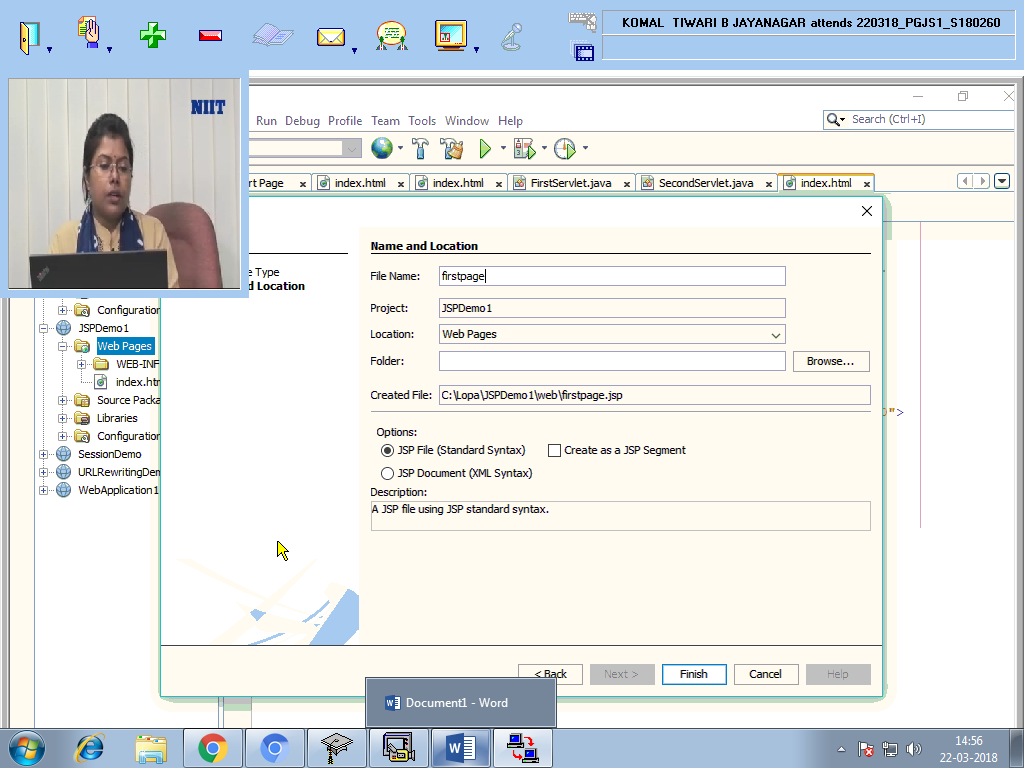 KOMAL TIWARI B JAYANAGAR attends 220318_PGJS1_S180260
NIIT
Run Debug Profile Team Tools Window Help
Search (Ctrl+I)
rt Page index.html index.html FirstServlet.java SecondServlet.java index.html
e Type
d Location
Name and Location
File Name: firstpage
Project: JSPDemo1
Location: Web Pages
Folder: Browse...
Created File: C:\Lopa\JSPDemo1\web\firstpage.jsp
Options:
JSP File (Standard Syntax) Create as a JSP Segment
JSP Document (XML Syntax)
Description:
A JSP file using JSP standard syntax.
">
Configuration
JSPDemo1
Web Pages
WEB-INF
index.htm
Source Packa
Libraries
Configuration
SessionDemo
URLRewritingDem
WebApplication1
< Back Next > Finish Cancel Help
Document1 - Word
14:56
22-03-2018